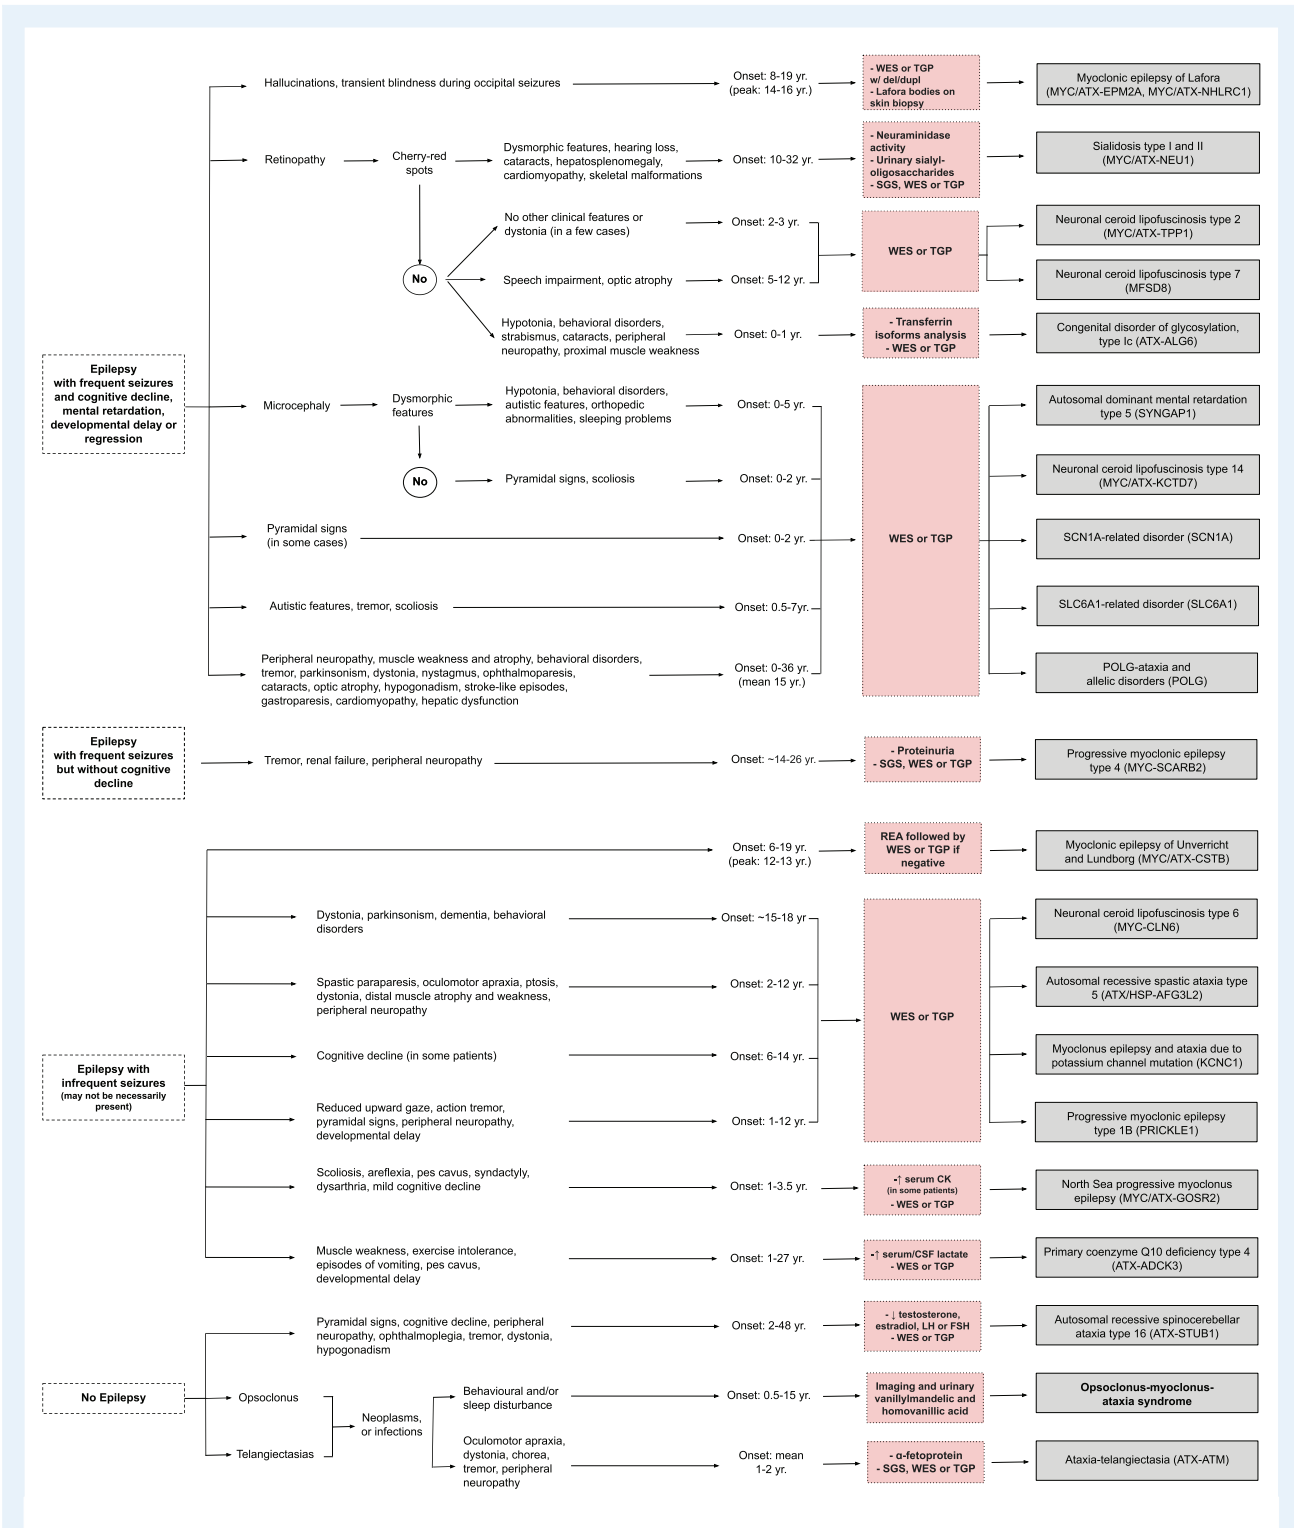 Hallucinations, transient blindness during occipital seizures
Onset: 8-19 yr.
(peak: 14-16 yr.)
- WES or TGP
w/ del/dupl
- Lafora bodies on
skin biopsy
Myoclonic epilepsy of Lafora
(MYC/ATX-EPM2A, MYC/ATX-NHLRC1)
Retinopathy
Cherry-red
spots
Dysmorphic features, hearing loss,
cataracts, hepatosplenomegaly,
cardiomyopathy, skeletal malformations
Onset: 10-32 yr.
- Neuraminidase
activity
- Urinary sialyl-
oligosaccharides
- SGS, WES or TGP
Sialidosis type I and II
(MYC/ATX-NEU1)
No other clinical features or
dystonia (in a few cases)
Onset: 2-3 yr.
No
Speech impairment, optic atrophy
Onset: 5-12 yr.
WES or TGP
Neuronal ceroid lipofuscinosis type 2
(MYC/ATX-TPP1)
Neuronal ceroid lipofuscinosis type 7
(MFSD8)
Hypotonia, behavioral disorders,
strabismus, cataracts, peripheral
neuropathy, proximal muscle weakness
Onset: 0-1 yr.
- Transferrin
isoforms analysis
- WES or TGP
Congenital disorder of glycosylation,
type Ic (ATX-ALG6)
Epilepsy
with frequent seizures
and cognitive decline,
mental retardation,
developmental delay or
regression
Microcephaly
Dysmorphic
features
Hypotonia, behavioral disorders,
autistic features, orthopedic
abnormalities, sleeping problems
Onset: 0-5 yr.
Autosomal dominant mental retardation
type 5 (SYNGAP1)
No
Pyramidal signs, scoliosis
Onset: 0-2 yr.
Neuronal ceroid lipofuscinosis type 14
(MYC/ATX-KCTD7)
Pyramidal signs
(in some cases)
Onset: 0-2 yr.
WES or TGP
SCN1A-related disorder (SCN1A)
Autistic features, tremor, scoliosis
Onset: 0.5-7yr.
SLC6A1-related disorder (SLC6A1)
Peripheral neuropathy, muscle weakness and atrophy, behavioral disorders,
tremor, parkinsonism, dystonia, nystagmus, ophthalmoparesis,
cataracts, optic atrophy, hypogonadism, stroke-like episodes,
gastroparesis, cardiomyopathy, hepatic dysfunction
Onset: 0-36 yr.
(mean 15 yr.)
POLG-ataxia and
allelic disorders (POLG)
Epilepsy
with frequent seizures
but without cognitive
decline
Tremor, renal failure, peripheral neuropathy
Onset: ~14-26 yr.
- Proteinuria
- SGS, WES or TGP
Progressive myoclonic epilepsy
type 4 (MYC-SCARB2)
Onset: 6-19 yr.
(peak: 12-13 yr.)
REA followed by
WES or TGP if
negative
Myoclonic epilepsy of Unverricht
and Lundborg (MYC/ATX-CSTB)
Dystonia, parkinsonism, dementia, behavioral
disorders
Onset: ~15-18 yr
Neuronal ceroid lipofuscinosis type 6
(MYC-CLN6)
Spastic paraparesis, oculomotor apraxia, ptosis,
dystonia, distal muscle atrophy and weakness,
peripheral neuropathy
Onset: 2-12 yr.
WES or TGP
Autosomal recessive spastic ataxia type
5 (ATX/HSP-AFG3L2)
Epilepsy with
infrequent seizures
(may not be necessarily
present)
Cognitive decline (in some patients)
Onset: 6-14 yr.
Myoclonus epilepsy and ataxia due to
potassium channel mutation (KCNC1)
Reduced upward gaze, action tremor,
pyramidal signs, peripheral neuropathy,
developmental delay
Onset: 1-12 yr.
Progressive myoclonic epilepsy
type 1B (PRICKLE1)
Scoliosis, areflexia, pes cavus, syndactyly,
dysarthria, mild cognitive decline
Onset: 1-3.5 yr.
-↑ serum CK
(in some patients)
- WES or TGP
North Sea progressive myoclonus
epilepsy (MYC/ATX-GOSR2)
Muscle weakness, exercise intolerance,
episodes of vomiting, pes cavus,
developmental delay
Onset: 1-27 yr.
-↑ serum/CSF lactate
- WES or TGP
Primary coenzyme Q10 deficiency type 4
(ATX-ADCK3)
Pyramidal signs, cognitive decline, peripheral
neuropathy, ophthalmoplegia, tremor, dystonia,
hypogonadism
Onset: 2-48 yr.
- ↓ testosterone,
estradiol, LH or FSH
- WES or TGP
Autosomal recessive spinocerebellar
ataxia type 16 (ATX-STUB1)
No Epilepsy
Opsoclonus
Telangiectasias
Neoplasms,
or infections
Behavioural and/or
sleep disturbance
Onset: 0.5-15 yr.
Imaging and urinary
vanillylmandelic and
homovanillic acid
Opsoclonus-myoclonus-
ataxia syndrome
Oculomotor apraxia,
dystonia, chorea,
tremor, peripheral
neuropathy
Onset: mean
1-2 yr.
- α-fetoprotein
- SGS, WES or TGP
Ataxia-telangiectasia (ATX-ATM)